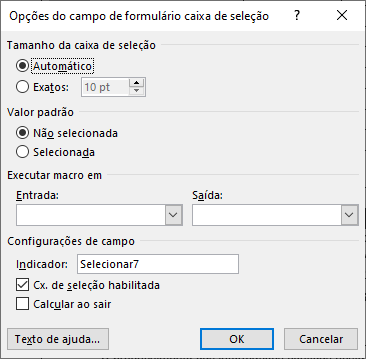 Opções do campo de formulário caixa de seleção
Tamanho da caixa de seleção
Automático
Exatos: 10 pt
Valor padrão
Não selecionada
Selecionada
Executar macro em
Entrada: Saída:
Configurações de campo
Indicador: Selecionar7
Cx. de seleção habilitada
Calcular ao sair
Texto de ajuda... OK Cancelar